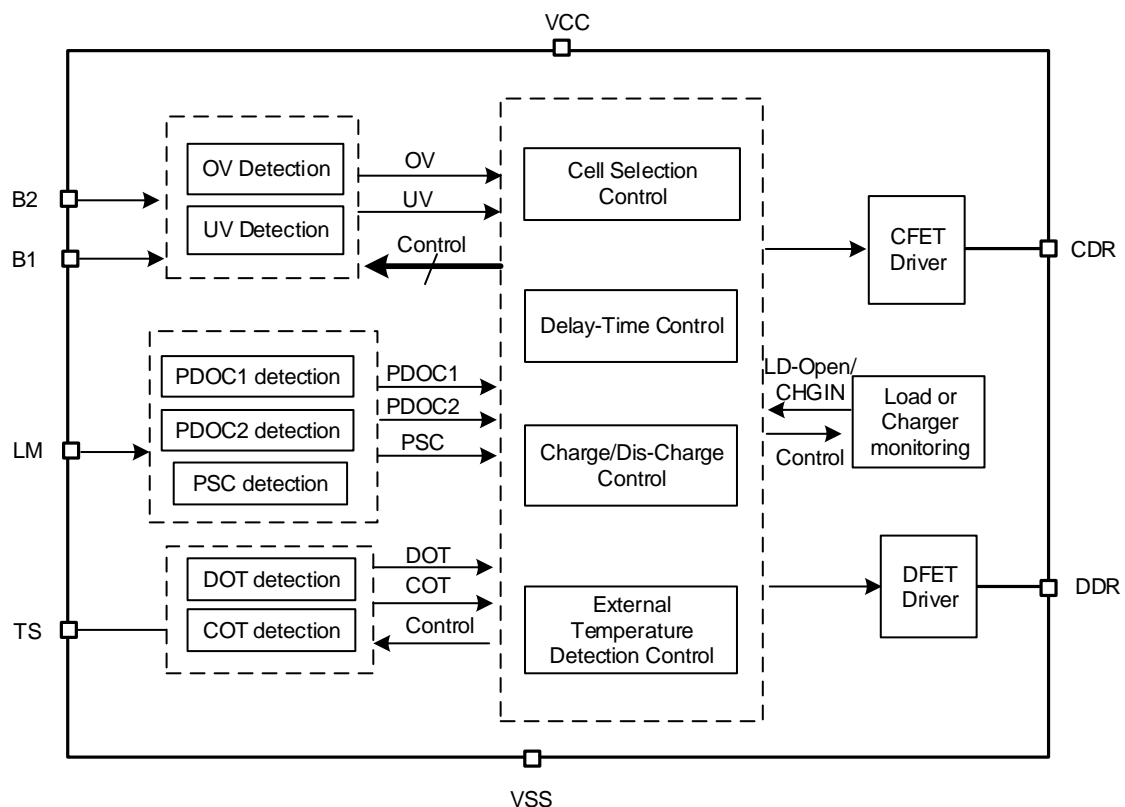 VCC
OV Detection
UV Detection
OV
UV
Control
B2
B1
Cell Selection
Control
CFET
Driver
CDR
Delay-Time Control
PDOC1 detection
PDOC2 detection
PSC detection
PDOC1
PDOC2
PSC
LM
Charge/Dis-Charge
Control
LD-Open/
CHGIN
Control
Load or
Charger
monitoring
DOT detection
COT detection
DOT
COT
Control
TS
External
Temperature
Detection Control
DFET
Driver
DDR
VSS